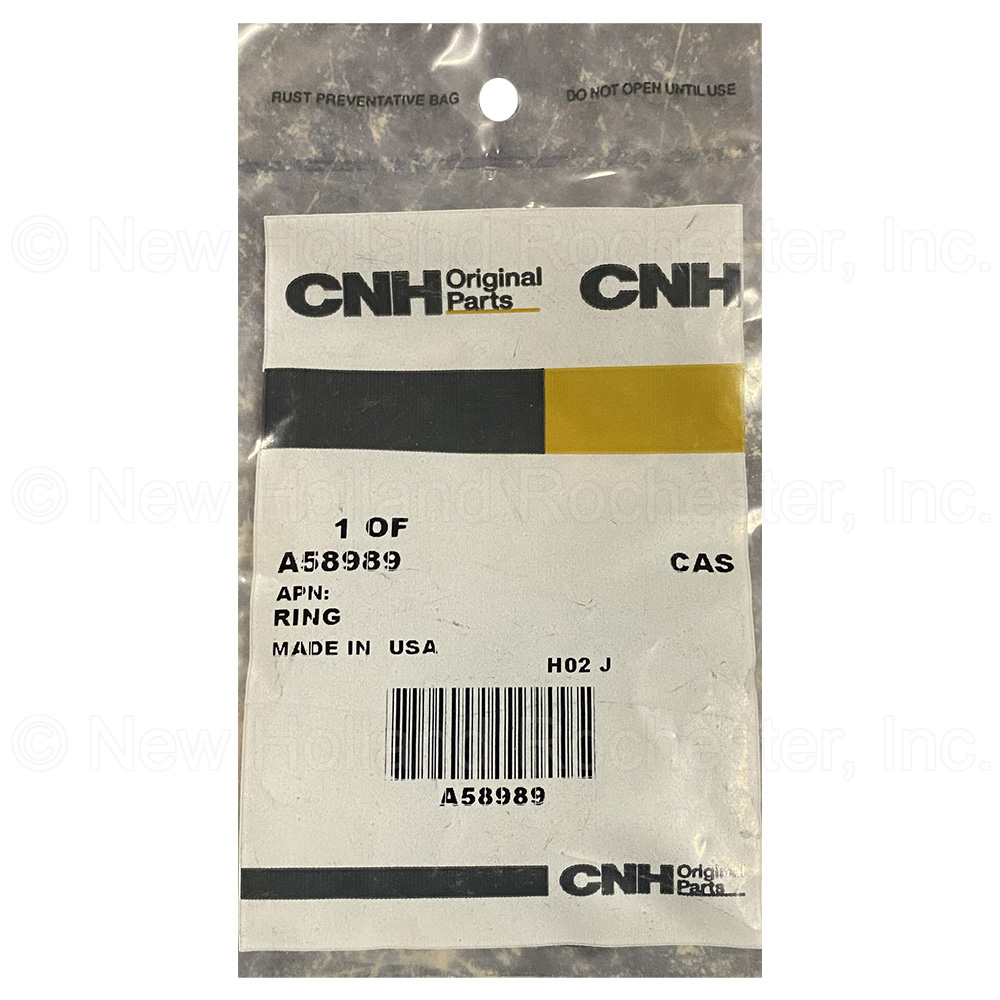 RUST PREVENTATIVE BAG
DO NOT OPEN UNTIL USE
© New Holland Rochester, Inc.
CNH Original Parts
CNH
© New Holland Rochester, Inc.
1 OF
A58989
CAS
APN:
RING
MADE IN USA
H02 J
© New Holland Rochester, Inc.
A58989
CNH Original Parts